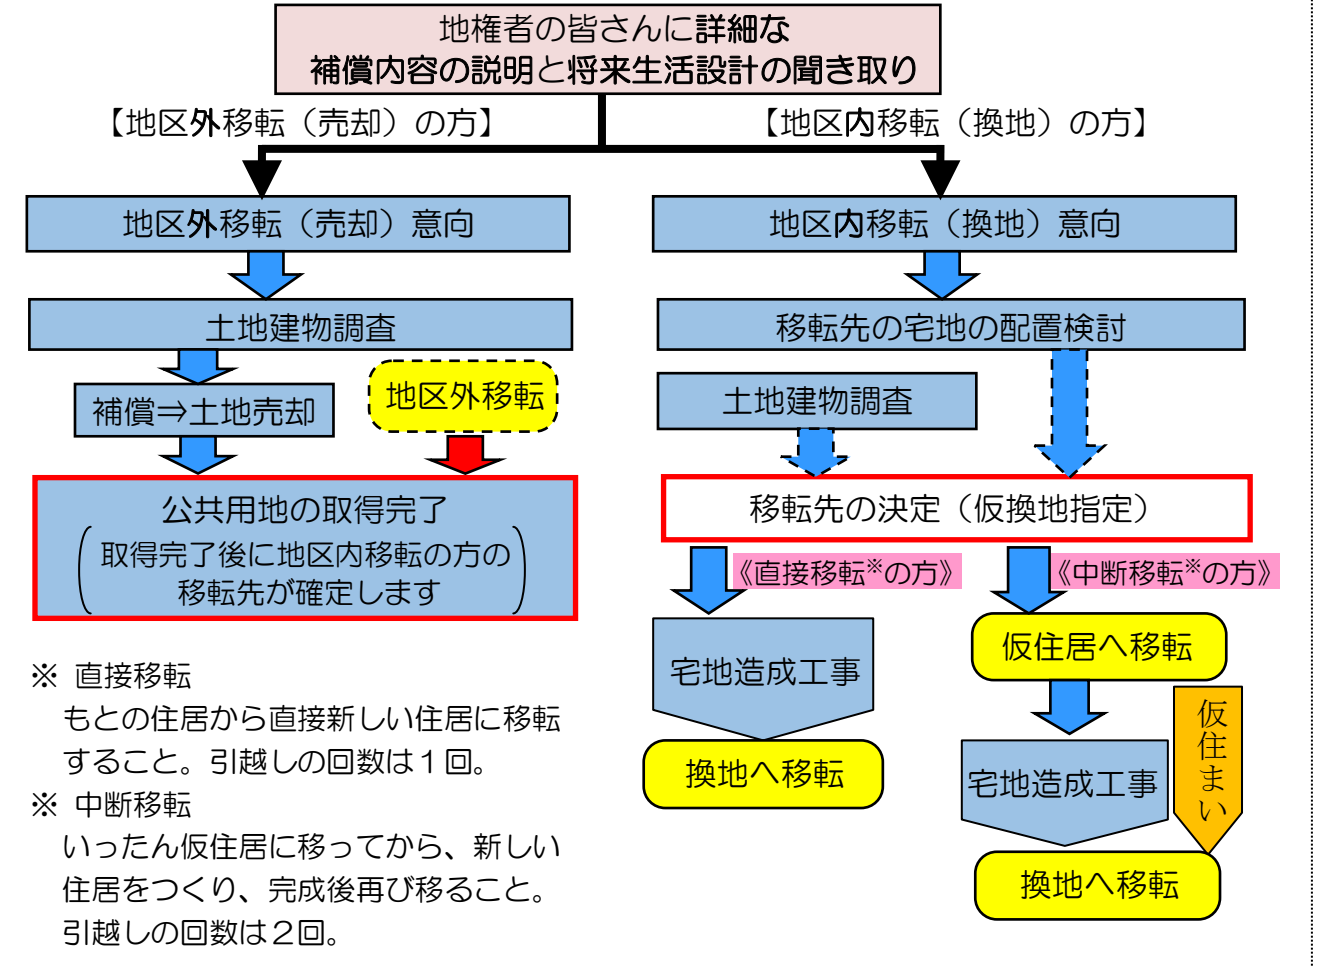 地権者の皆さんに詳細な
補償内容の説明と将来生活設計の聞き取り
【地区外移転（売却）の方】
【地区内移転（換地）の方】
地区外移転（売却）意向
土地建物調査
補償⇒土地売却
地区外移転
公共用地の取得完了
取得完了後に地区内移転の方の
移転先が確定します
地区内移転（換地）意向
移転先の宅地の配置検討
土地建物調査
移転先の決定（仮換地指定）
《直接移転※の方》
《中断移転※の方》
宅地造成工事
換地へ移転
仮住居へ移転
仮住まい
宅地造成工事
換地へ移転
※ 直接移転
もとの住居から直接新しい住居に移転
すること。引越しの回数は１回。
※ 中断移転
いったん仮住居に移ってから、新しい
住居をつくり、完成後再び移ること。
引越しの回数は２回。